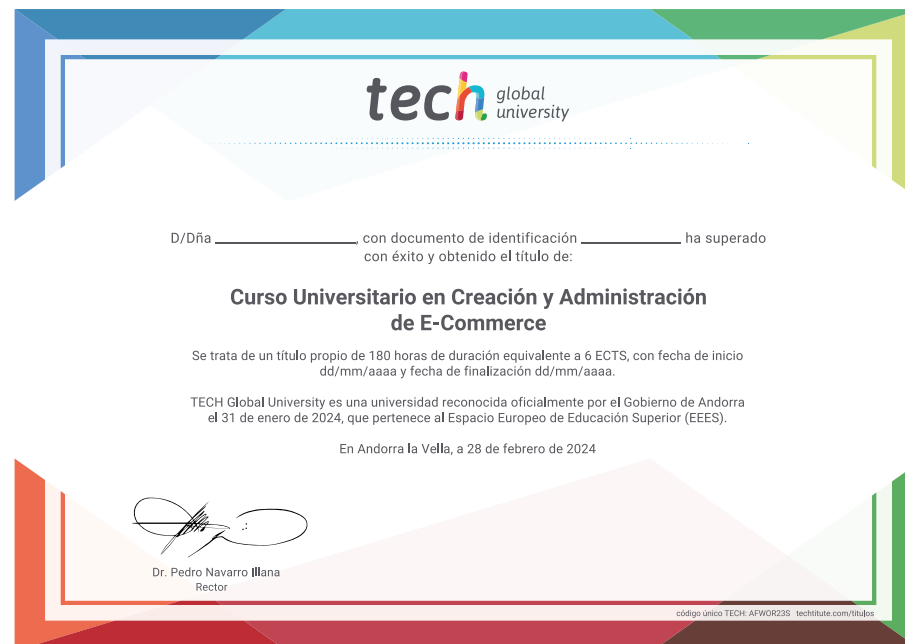 tech global university
D/Dña ____________________, con documento de identificación ______________ ha superado
con éxito y obtenido el título de:
Curso Universitario en Creación y Administración
de E-Commerce
Se trata de un título propio de 180 horas de duración equivalente a 6 ECTS, con fecha de inicio
dd/mm/aaaa y fecha de finalización dd/mm/aaaa.
TECH Global University es una universidad reconocida oficialmente por el Gobierno de Andorra
el 31 de enero de 2024, que pertenece al Espacio Europeo de Educación Superior (EEES).
En Andorra la Vella, a 28 de febrero de 2024
Dr. Pedro Navarro Illana
Rector
código único TECH: AFWOR23S techtitute.com/titulos